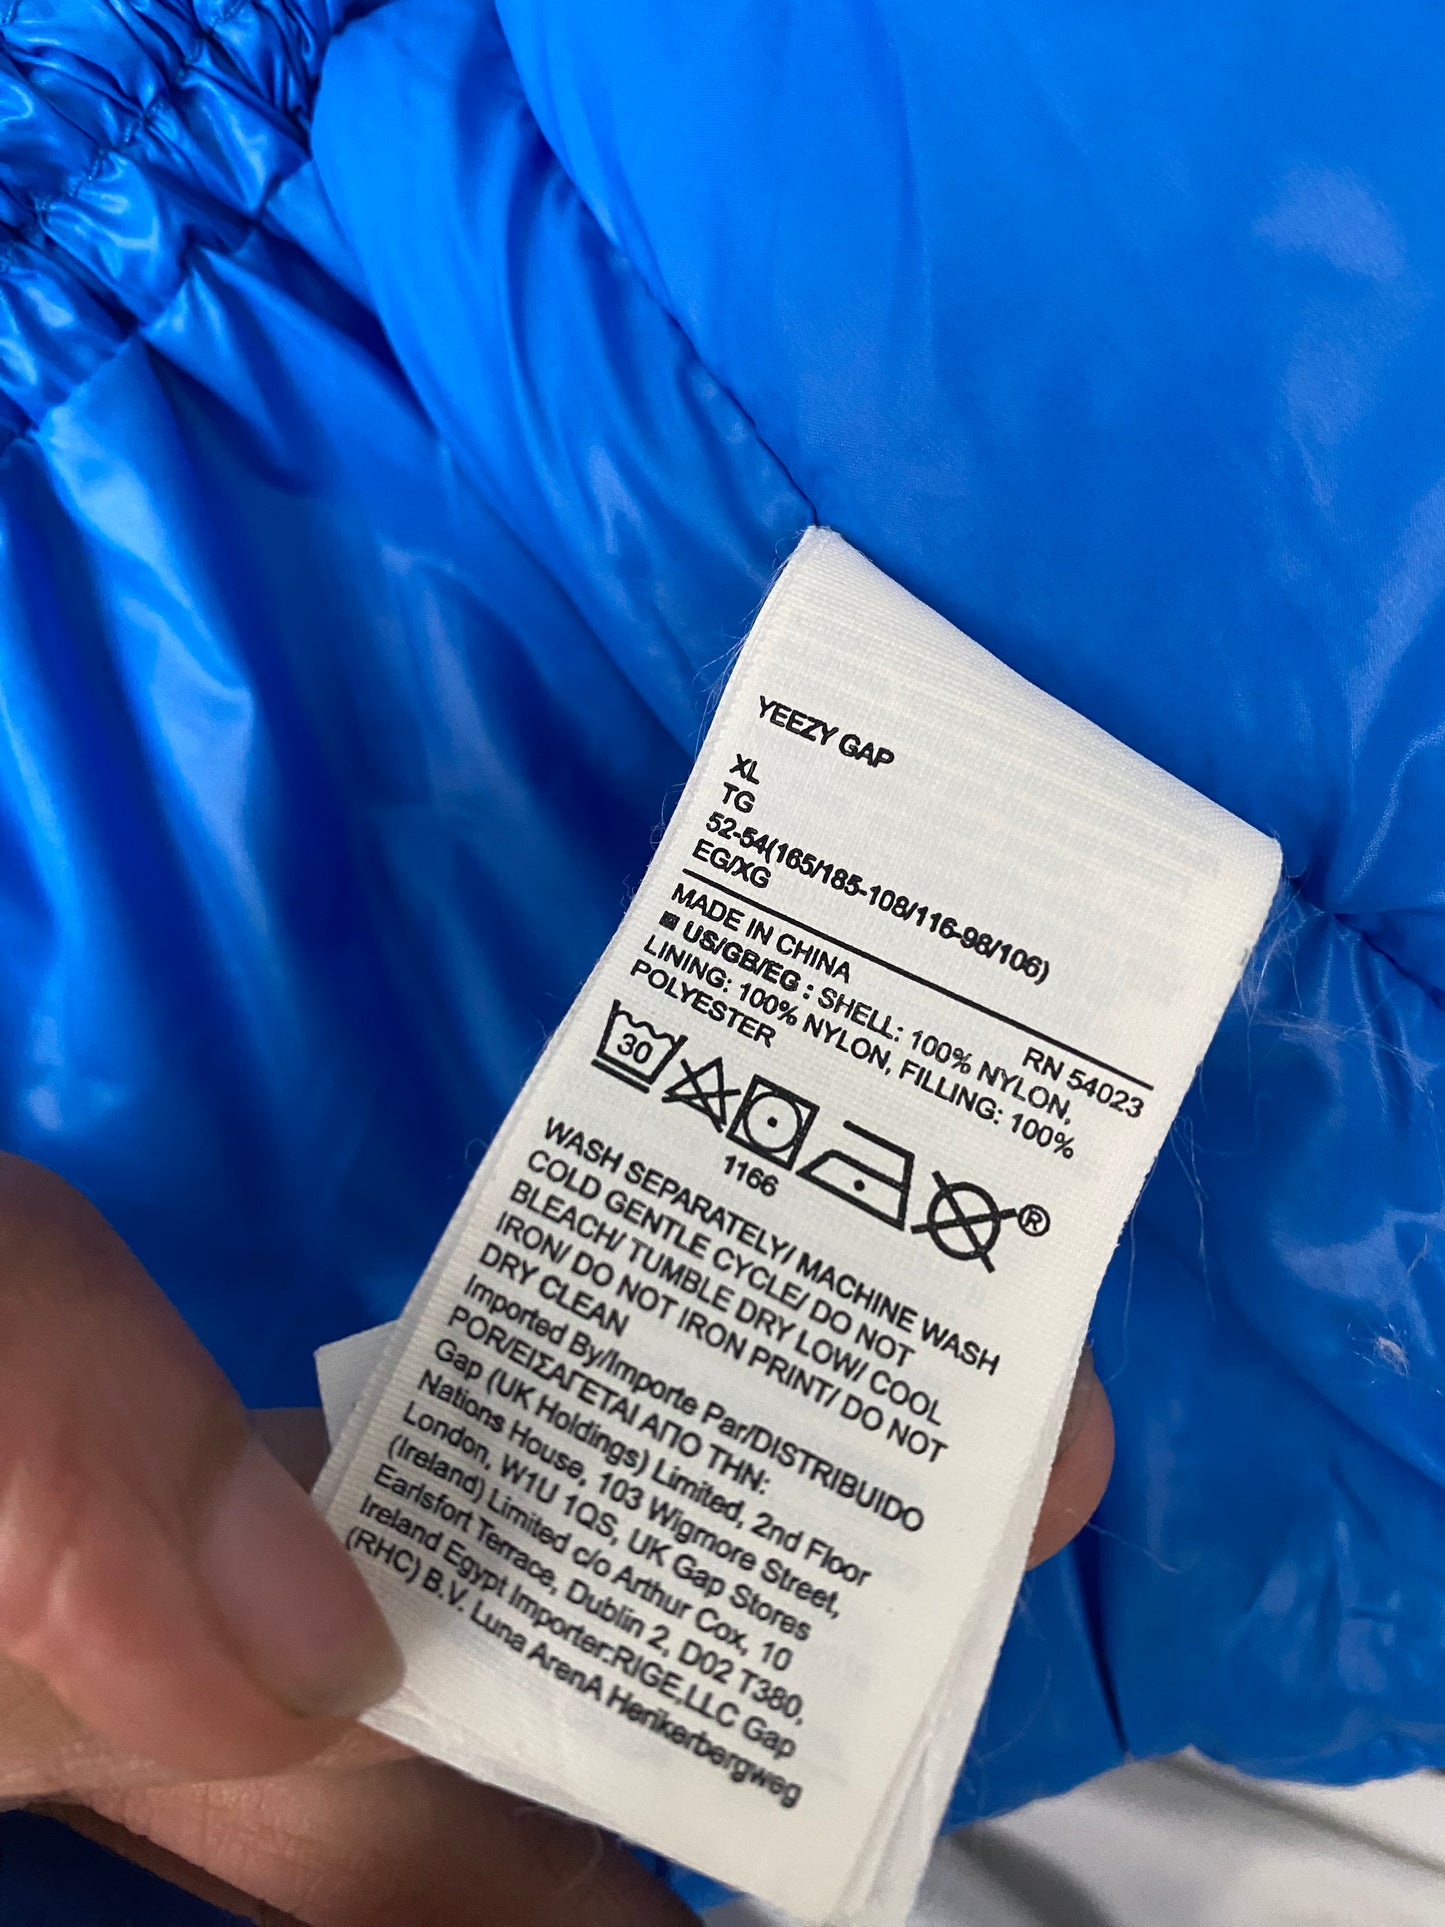 YEEZY GAP
XL
TG
52-54(165/185-108/116-98/106)
EG/XG
MADE IN CHINA
RN 54023
US/GB/EG : SHELL: 100% NYLON,
LINING: 100% NYLON, FILLING: 100%
POLYESTER
30
1166
®
WASH SEPARATELY/ MACHINE WASH
COLD GENTLE CYCLE/ DO NOT
BLEACH/ TUMBLE DRY LOW/ COOL
IRON/ DO NOT IRON PRINT/ DO NOT
DRY CLEAN
Imported By/Importe Par/DISTRIBUIDO
POR/ΕΙΣΑΓΕΤΑΙ ΑΠΟ ΤΗΝ:
Gap (UK Holdings) Limited, 2nd Floor
Nations House, 103 Wigmore Street,
London, W1U 1QS, UK Gap Stores
(Ireland) Limited c/o Arthur Cox, 10
Earlsfort Terrace, Dublin 2, D02 T380,
Ireland Egypt Importer:RIGE,LLC Gap
(RHC) B.V. Luna ArenA Herikerbergweg